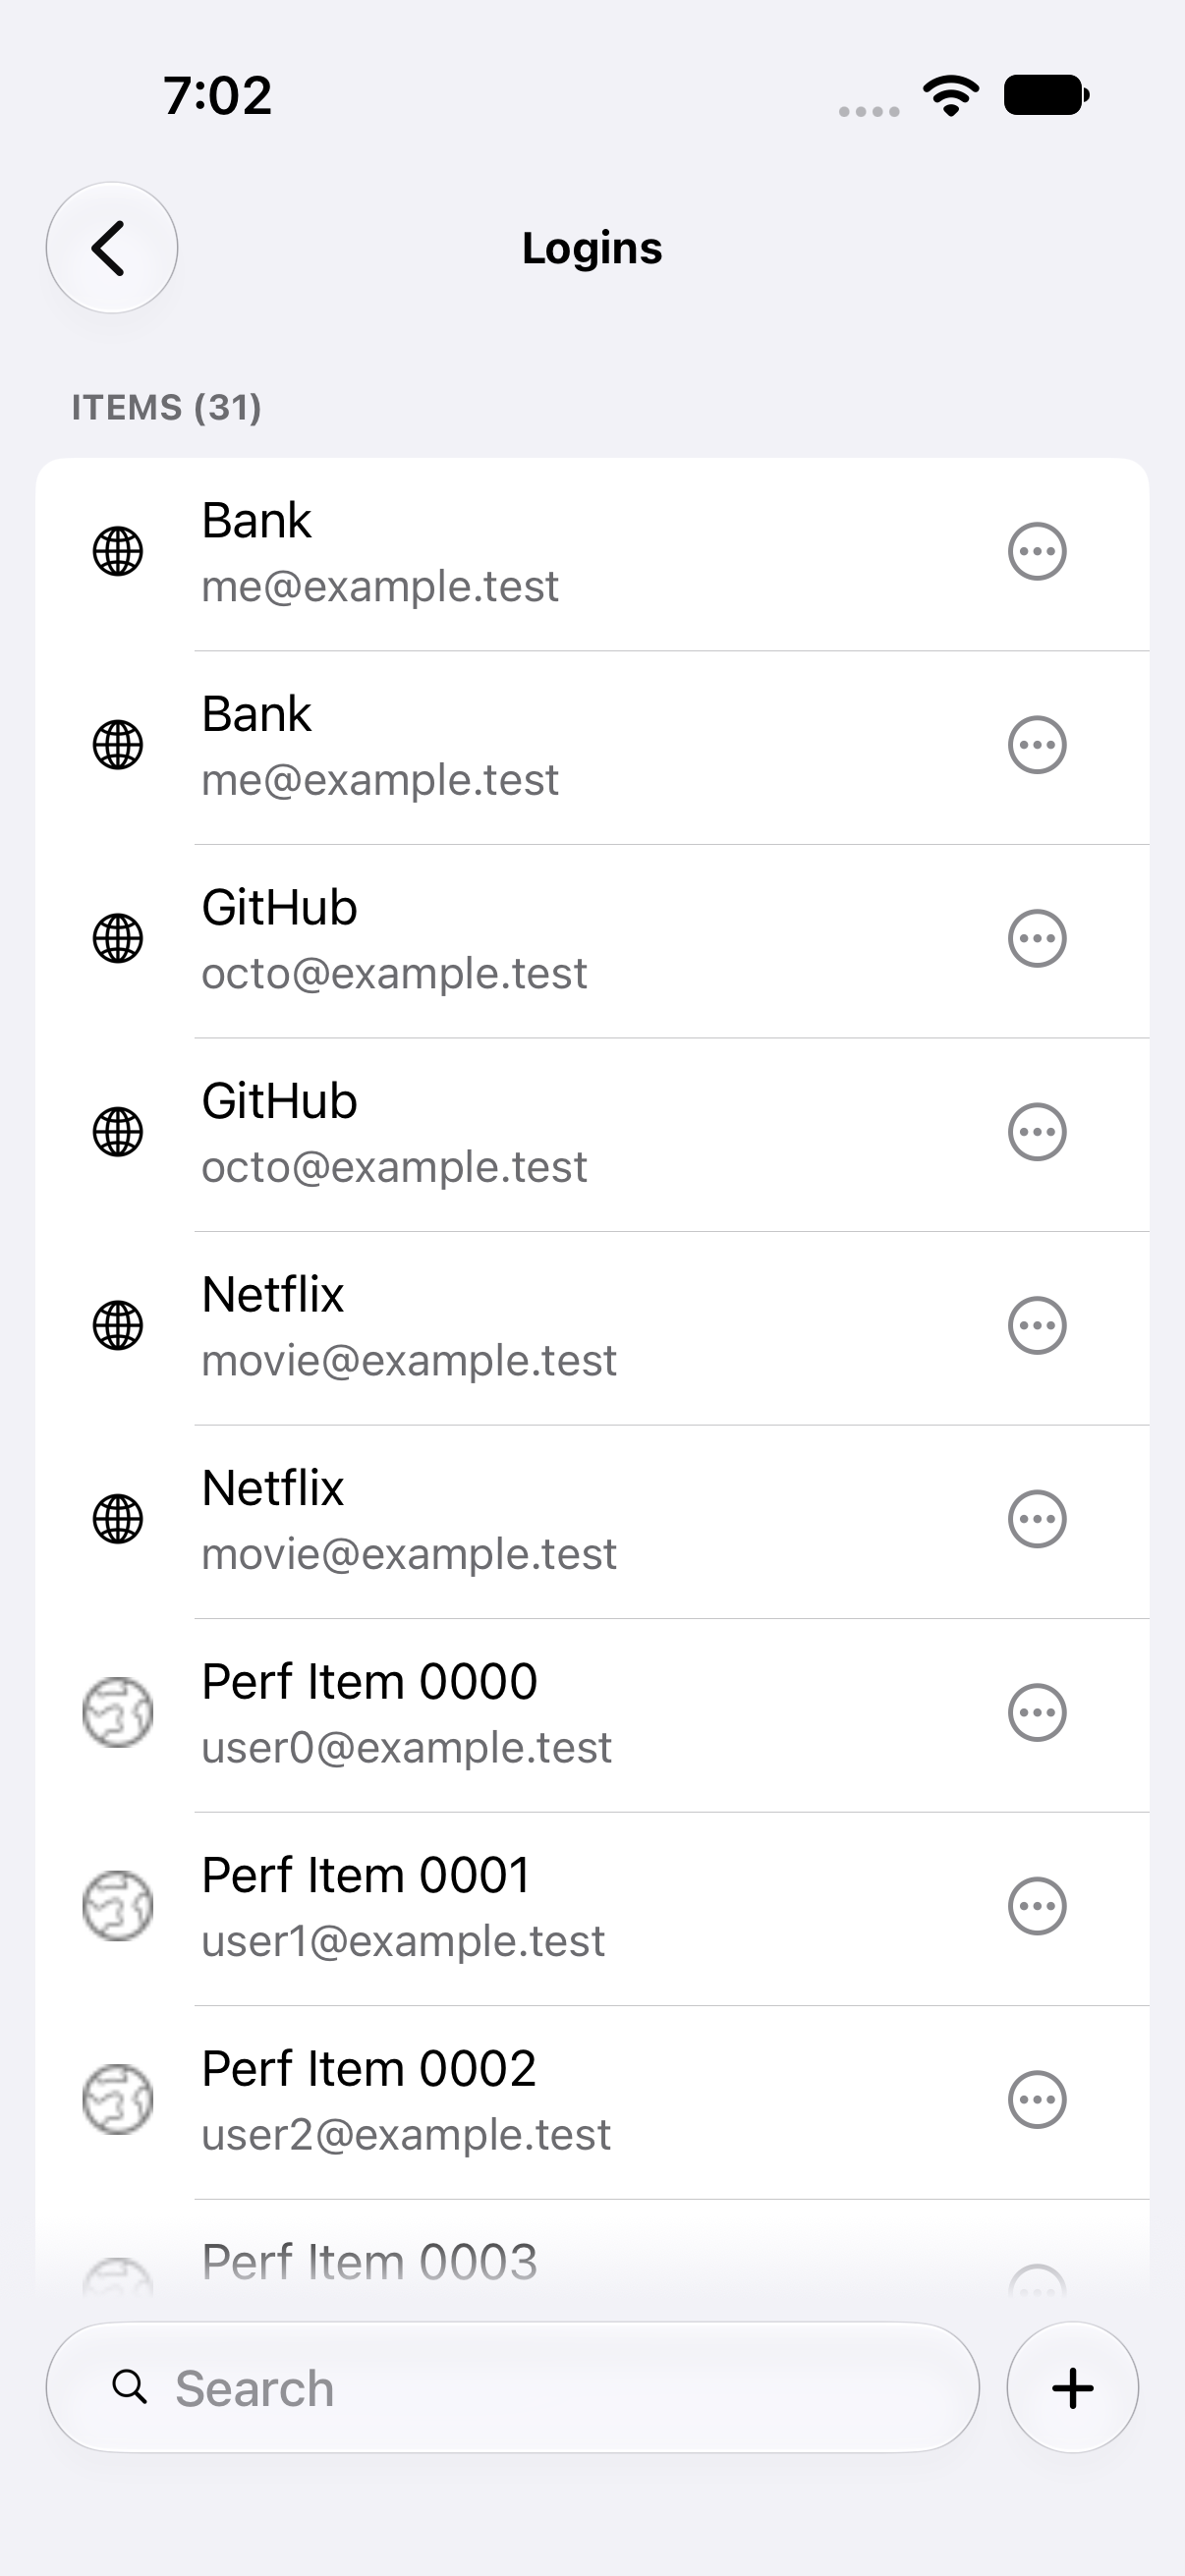 7:02
Logins
ITEMS (31)
Bank
me@example.test
Bank
me@example.test
GitHub
octo@example.test
GitHub
octo@example.test
Netflix
movie@example.test
Netflix
movie@example.test
Perf Item 0000
user0@example.test
Perf Item 0001
user1@example.test
Perf Item 0002
user2@example.test
Perf Item 0003
Search